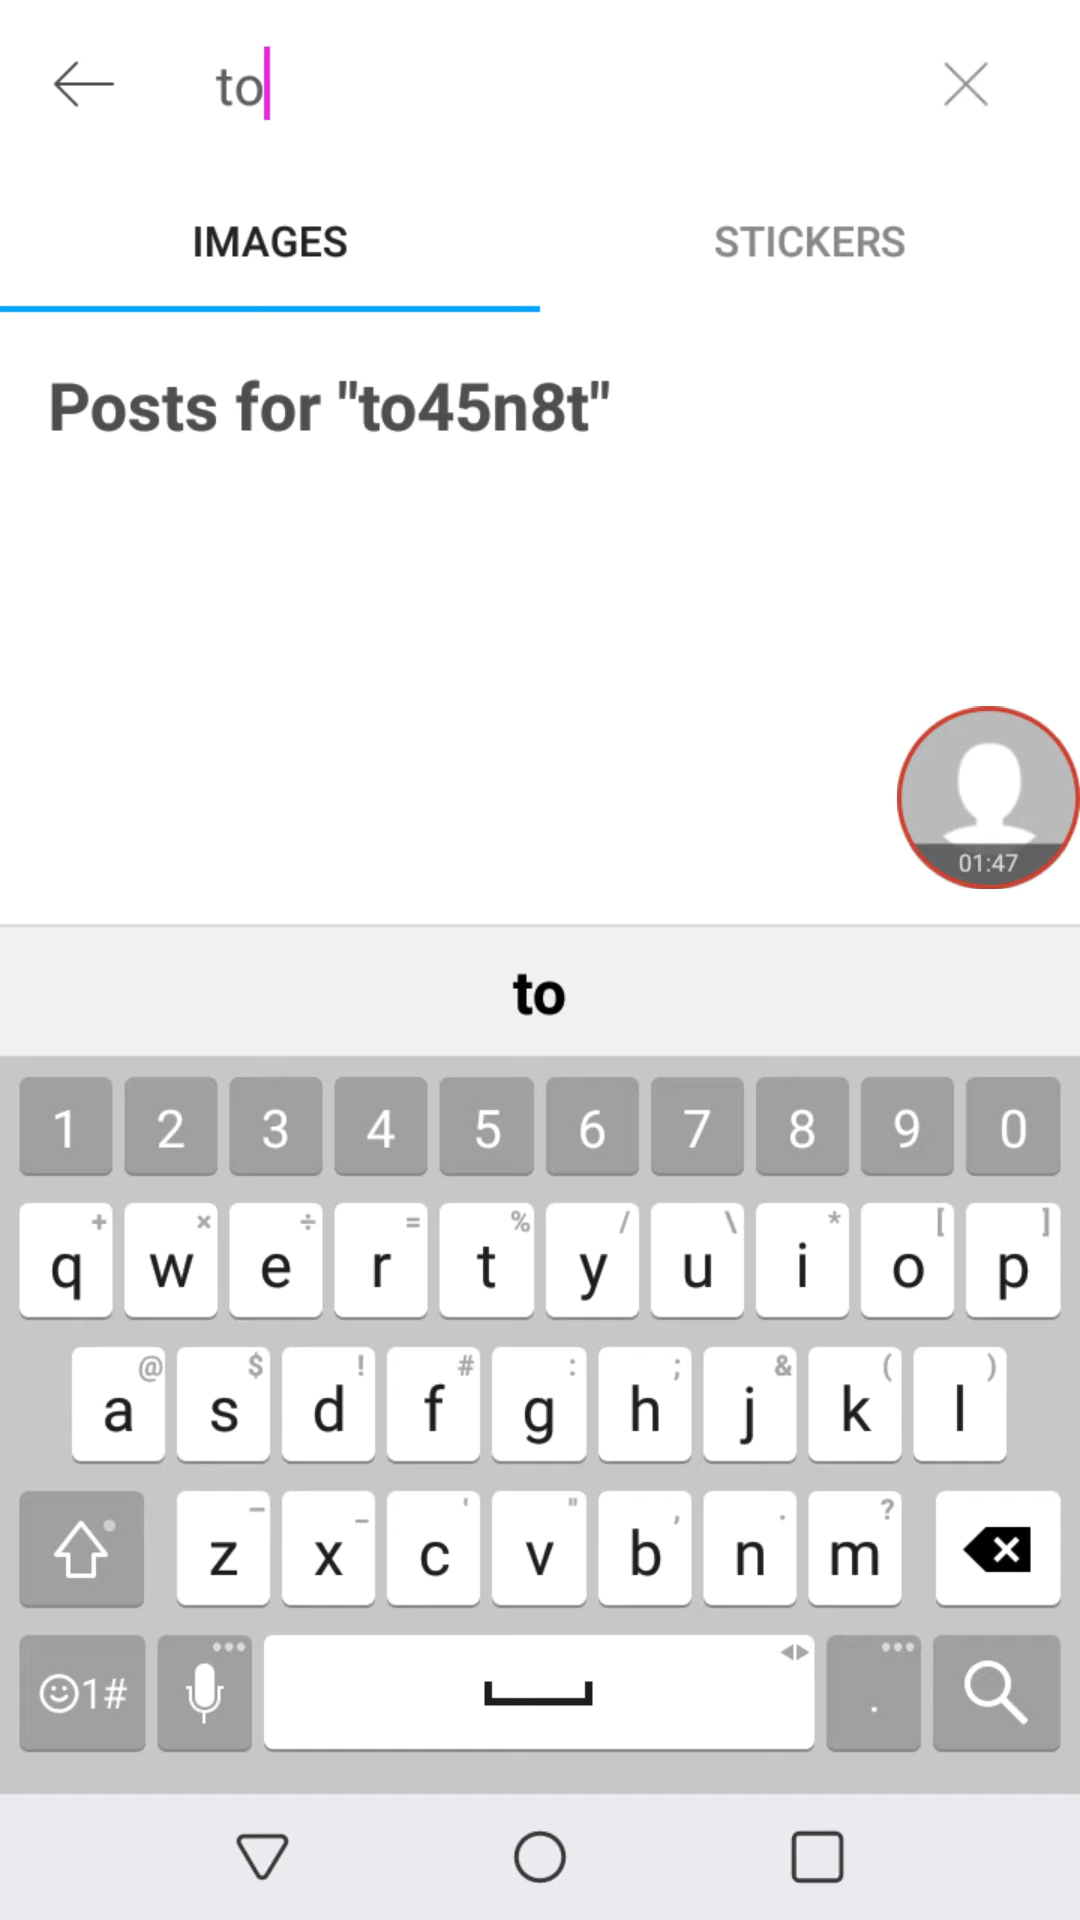 to
IMAGES STICKERS
Posts for "to45n8t"
01:47
to
1 2 3 4 5 6 7 8 9 0
+ × ÷ = % / \ * [ ]
q w e r t y u i o p
@ $ ! # : ; & ( )
a s d f g h j k l
– _ ' " , . ?
z x c v b n m
1# .